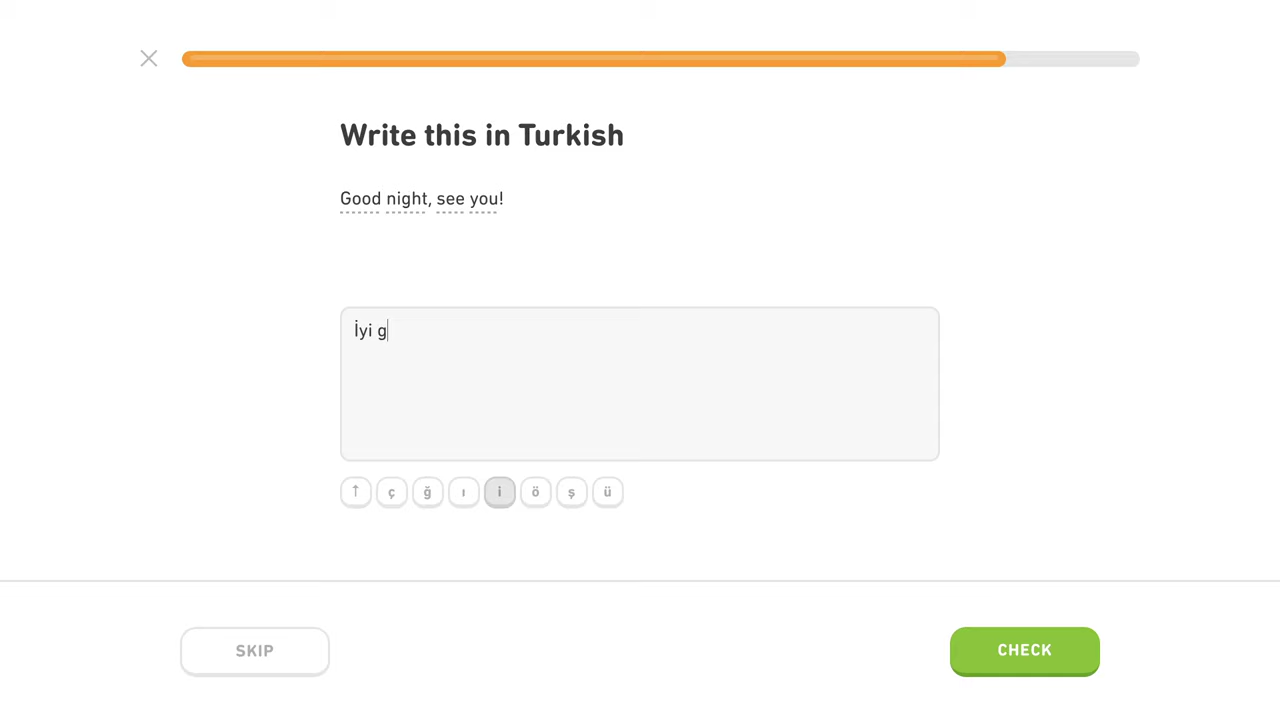 Write this in Turkish
Good night, see you!
İyi g
↑ ç ğ ı i ö ş ü
SKIP
CHECK